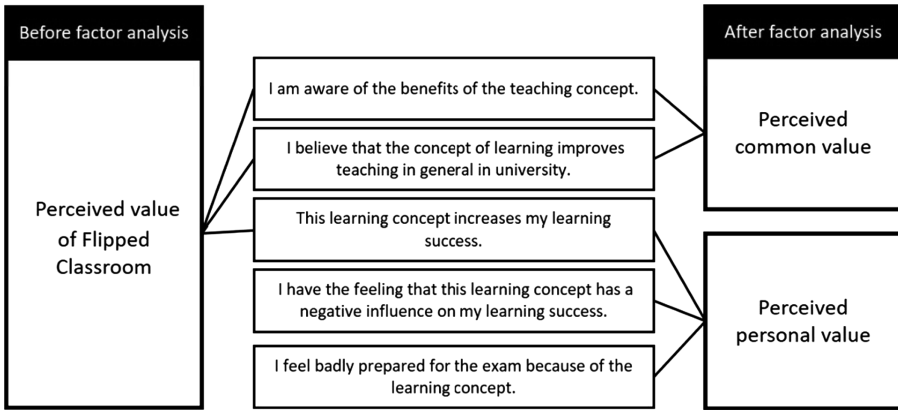 Before factor analysis
Perceived value
of Flipped
Classroom
I am aware of the benefits of the teaching concept.
I believe that the concept of learning improves
teaching in general in university.
This learning concept increases my learning
success.
I have the feeling that this learning concept has a
negative influence on my learning success.
I feel badly prepared for the exam because of the
learning concept.
After factor analysis
Perceived
common value
Perceived
personal value